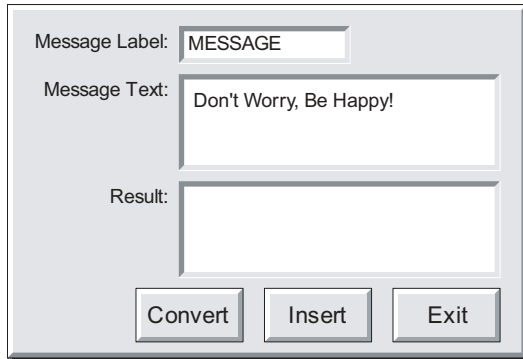 Message Label: MESSAGE
Message Text: Don't Worry, Be Happy!
Result:
Convert Insert Exit